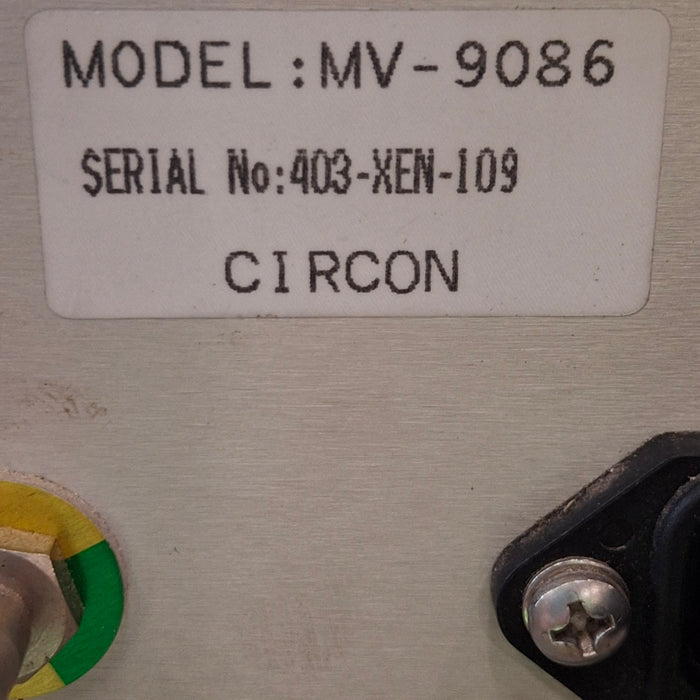 MODEL:MV-9086
SERIAL No:403-XEN-109
CIRCON